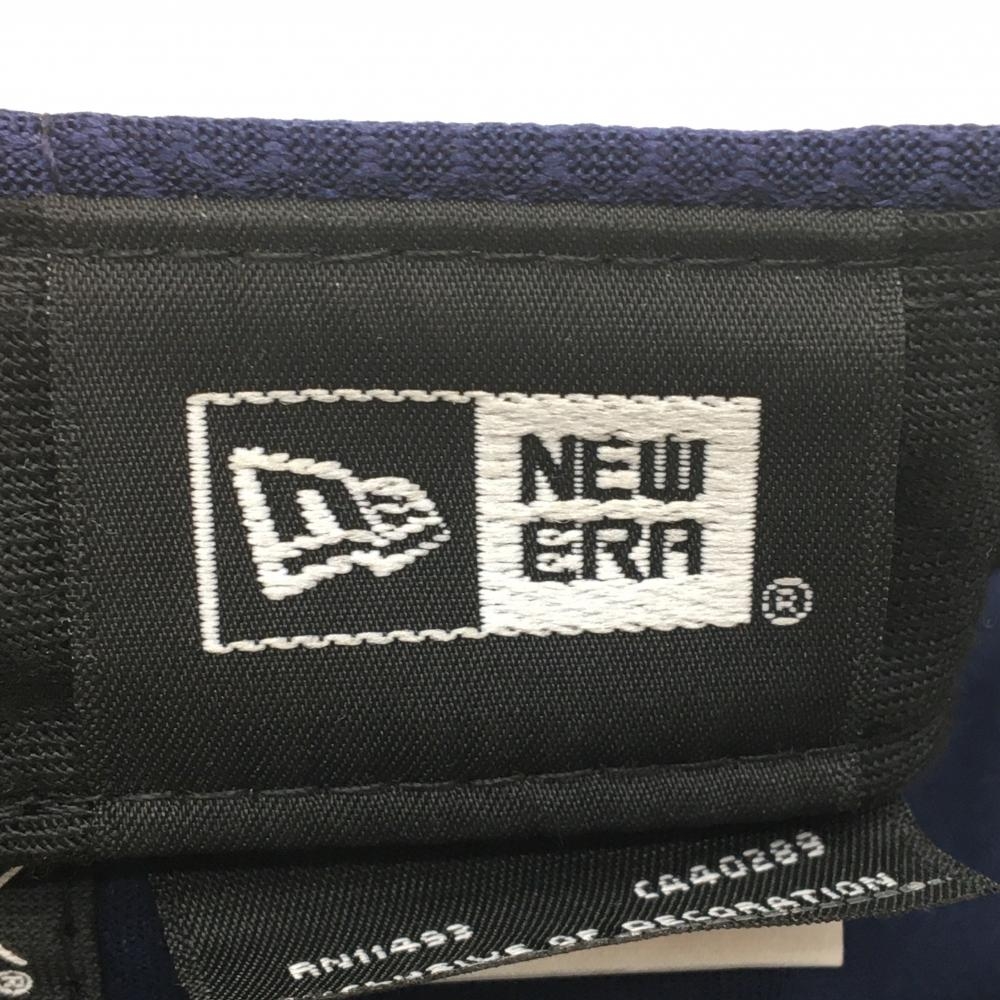 NEW
ERA
®
RN11493 CA40289
EXCLUSIVE OF DECORATION
®